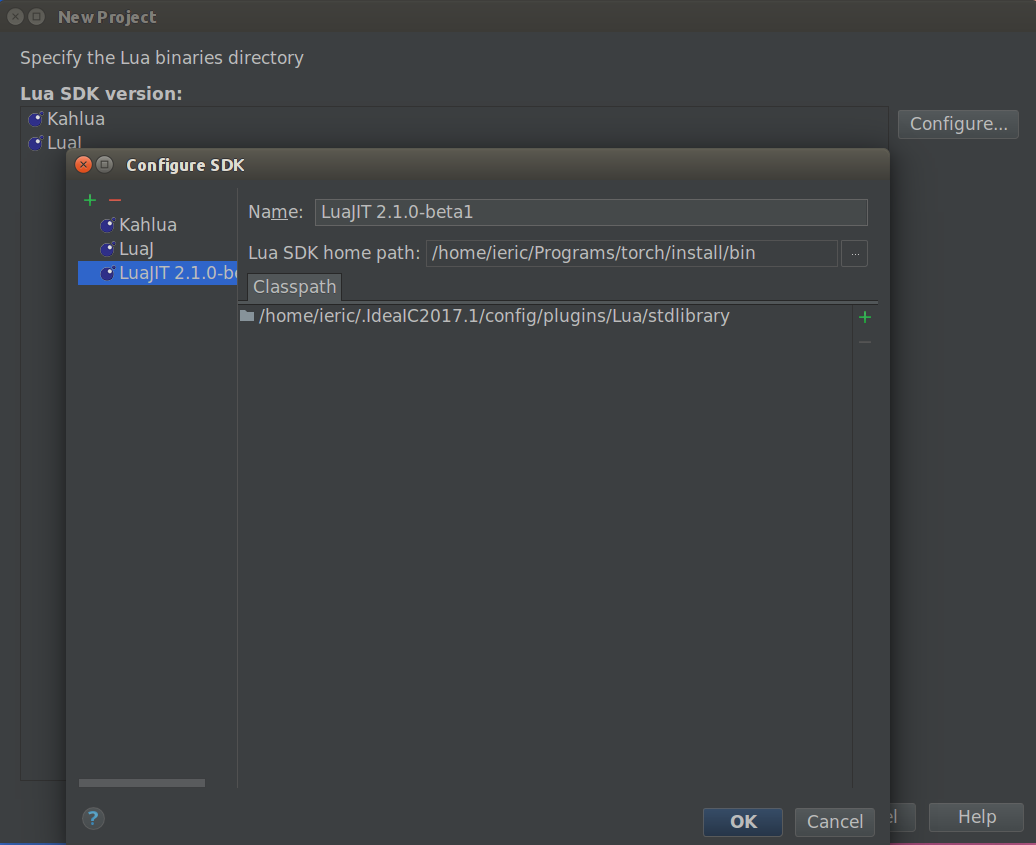 New Project
Specify the Lua binaries directory
Lua SDK version:
Kahlua
Configure...
LuaJ
Configure SDK
Name: LuaJIT 2.1.0-beta1
Kahlua
LuaJ
Lua SDK home path: /home/ieric/Programs/torch/install/bin ...
LuaJIT 2.1.0-be
Classpath
/home/ieric/.IdeaIC2017.1/config/plugins/Lua/stdlibrary
?
OK
Cancel
el
Help